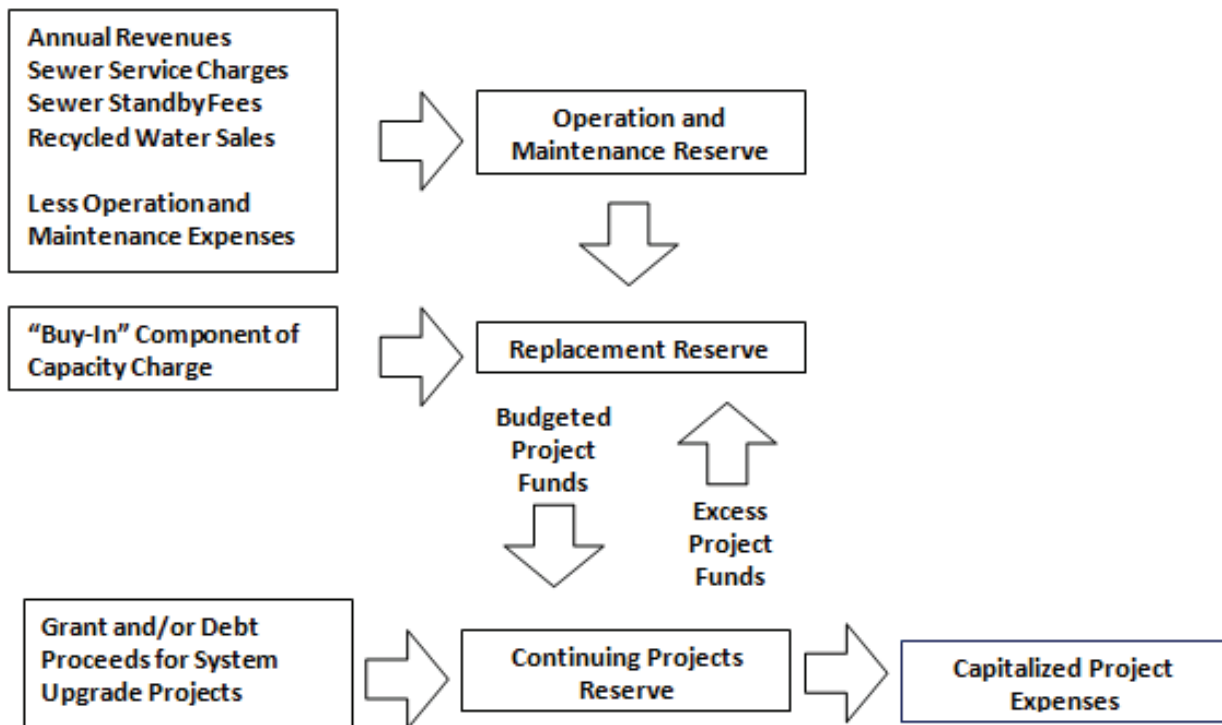 Annual Revenues
Sewer Service Charges
Sewer Standby Fees
Recycled Water Sales
Less Operation and
Maintenance Expenses
Operation and
Maintenance Reserve
“Buy-In” Component of
Capacity Charge
Replacement Reserve
Budgeted
Project
Funds
Excess
Project
Funds
Grant and/or Debt
Proceeds for System
Upgrade Projects
Continuing Projects
Reserve
Capitalized Project
Expenses